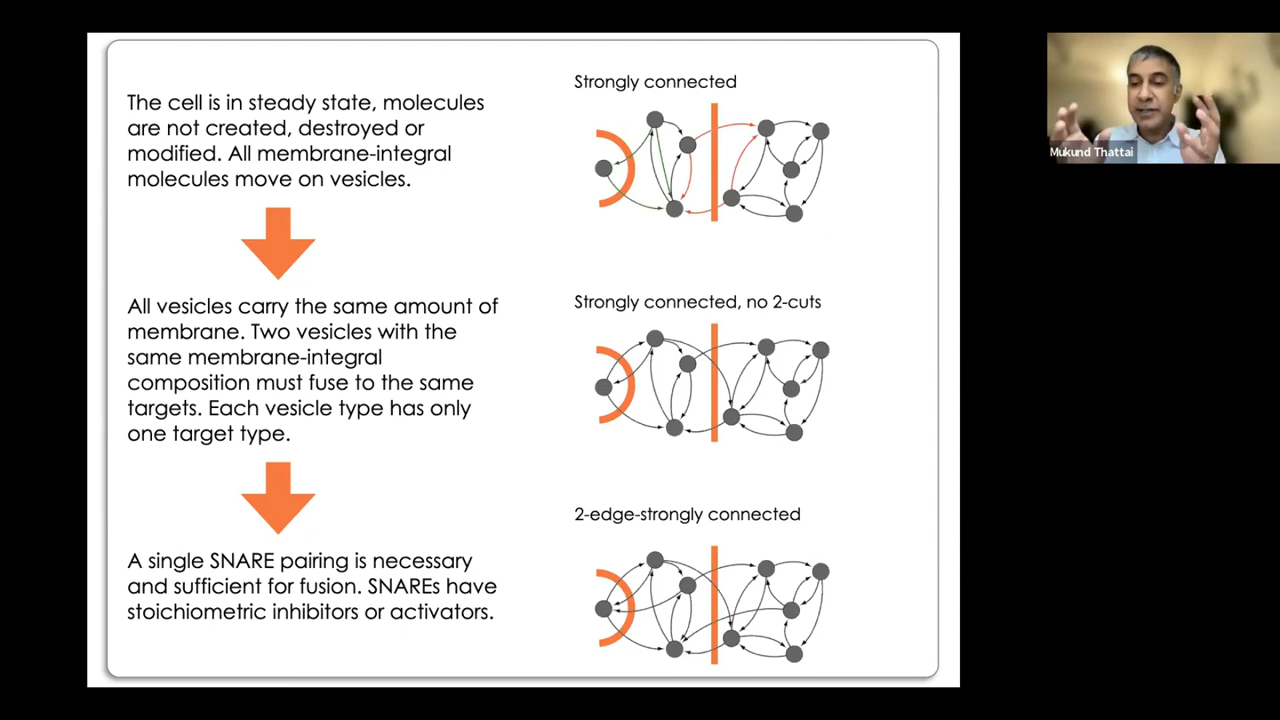 The cell is in steady state, molecules
are not created, destroyed or
modified. All membrane-integral
molecules move on vesicles.
Strongly connected
Mukund Thattai
All vesicles carry the same amount of
membrane. Two vesicles with the
same membrane-integral
composition must fuse to the same
targets. Each vesicle type has only
one target type.
Strongly connected, no 2-cuts
A single SNARE pairing is necessary
and sufficient for fusion. SNAREs have
stoichiometric inhibitors or activators.
2-edge-strongly connected